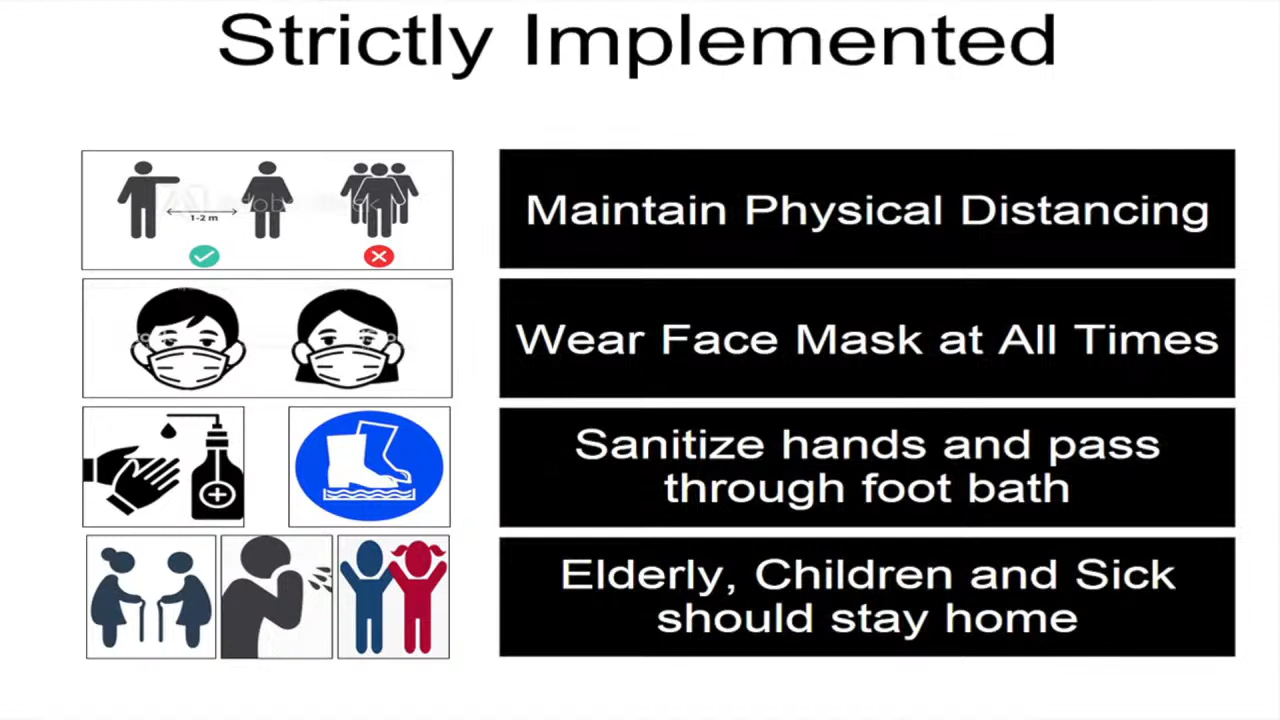 Strictly Implemented
1-2 m
Maintain Physical Distancing
Wear Face Mask at All Times
Sanitize hands and pass
through foot bath
Elderly, Children and Sick
should stay home